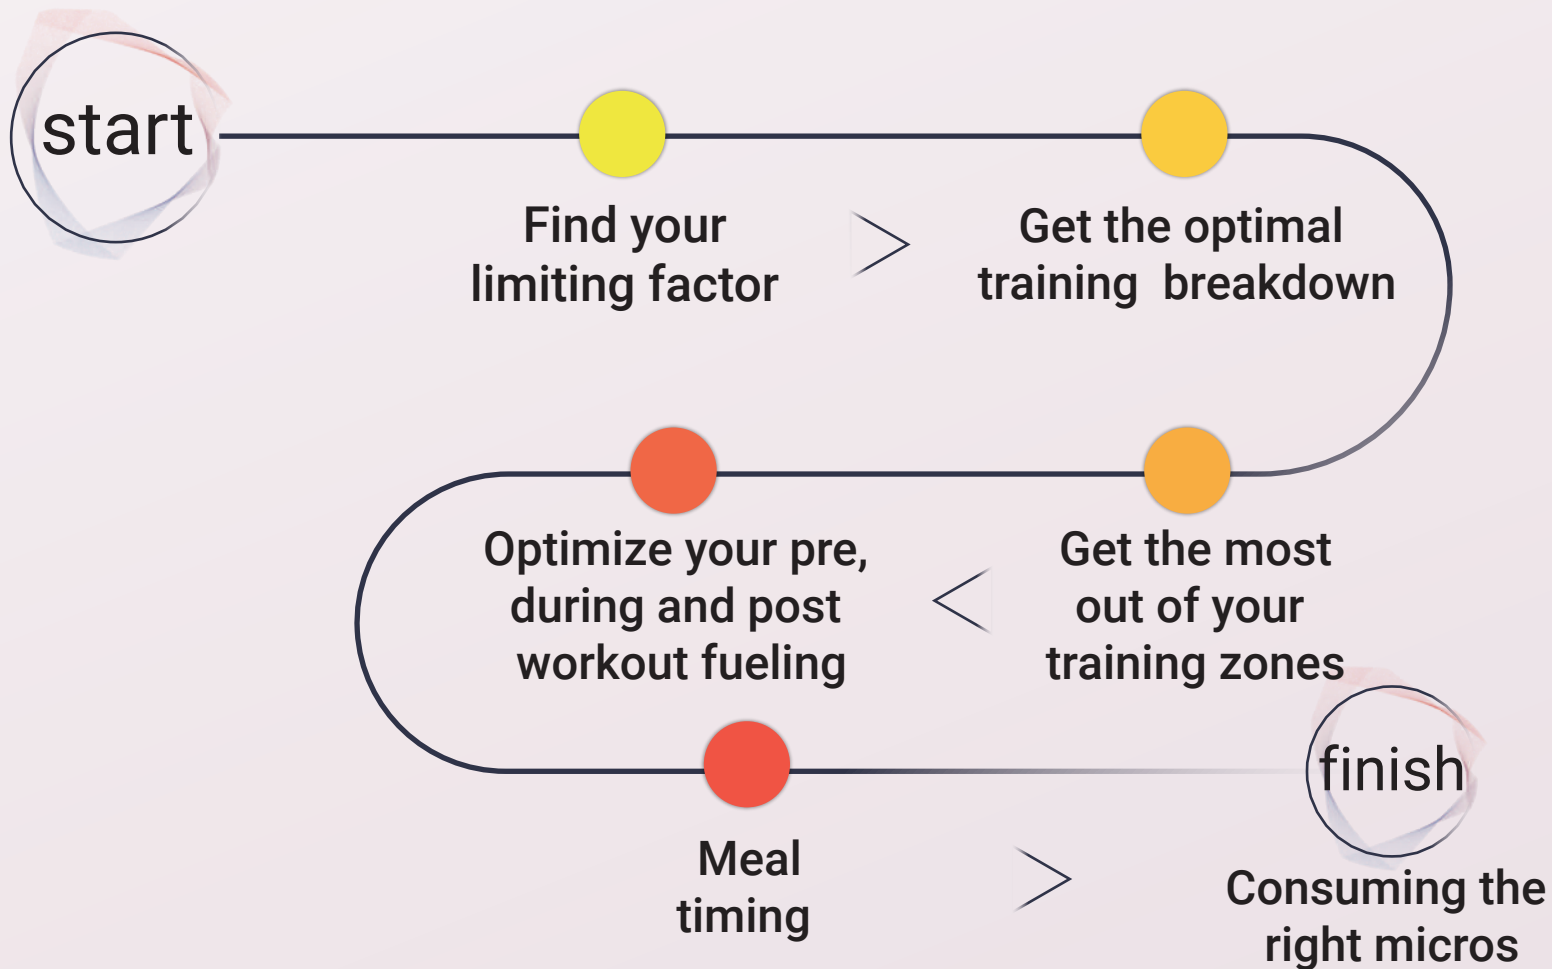 start
Find your
limiting factor
Get the optimal
training breakdown
Get the most
out of your
training zones
Optimize your pre,
during and post
workout fueling
Meal
timing
finish
Consuming the
right micros